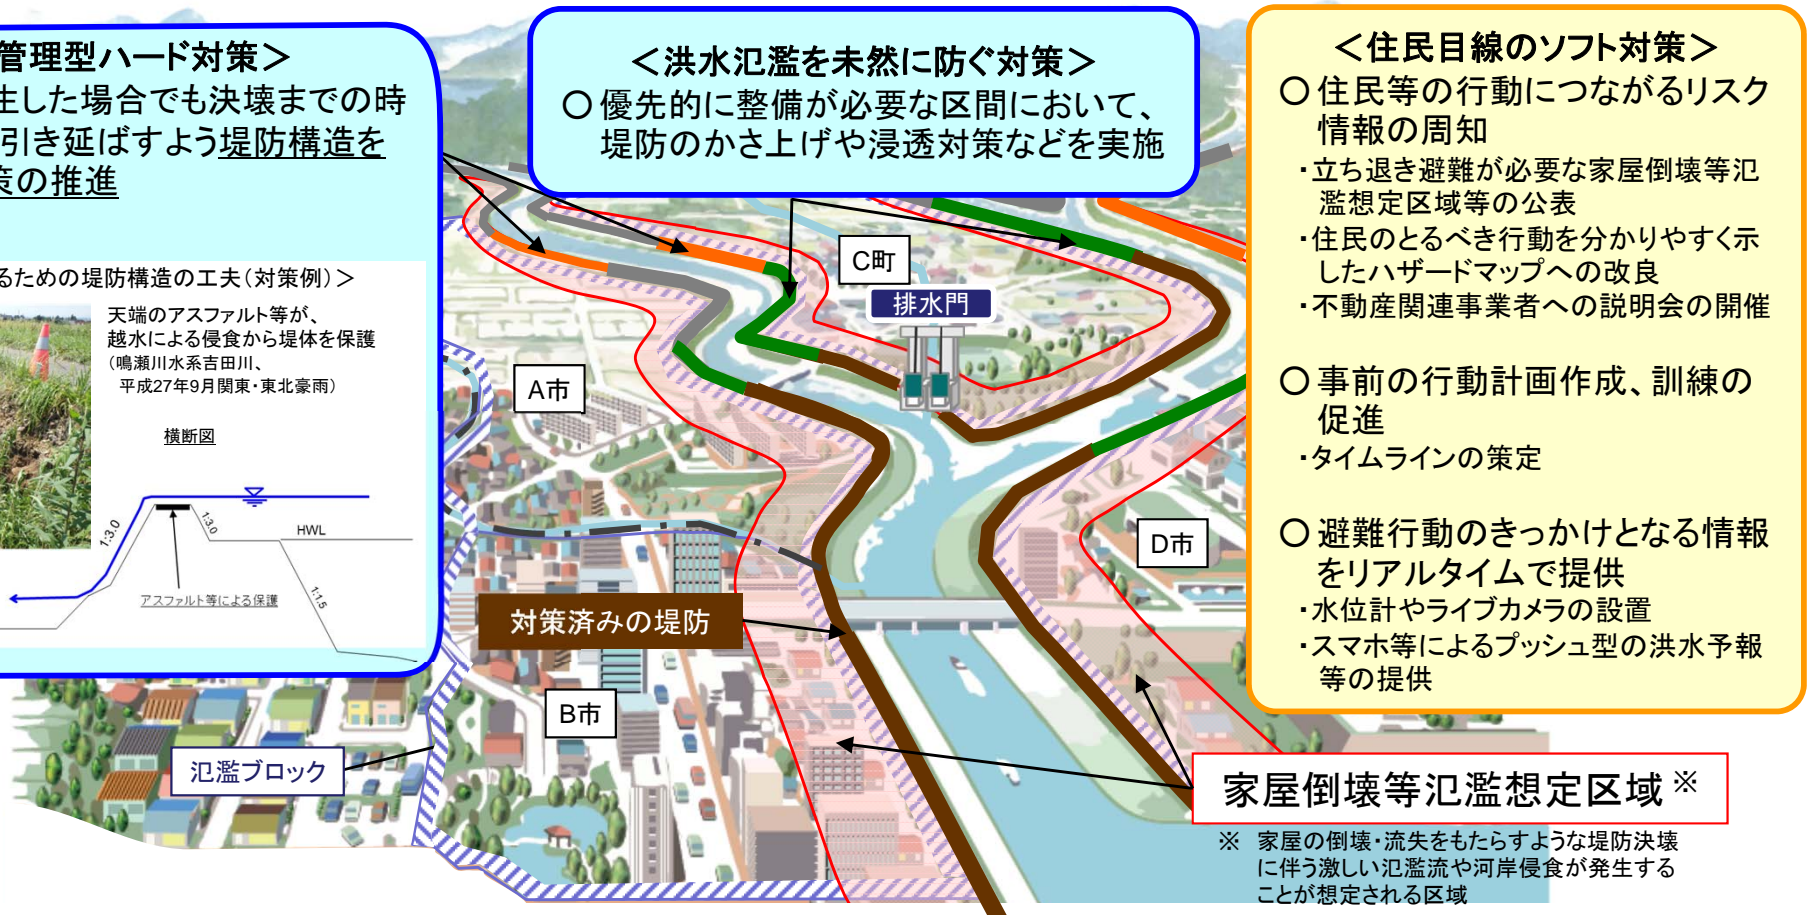 管理型ハード対策＞
生した場合でも決壊までの時
引き延ばすよう堤防構造を
策の推進
るための堤防構造の工夫（対策例）＞
天端のアスファルト等が、
越水による侵食から堤体を保護
（鳴瀬川水系吉田川、
平成27年9月関東・東北豪雨）
横断図
1:3.0
1:3.0
HWL
1:1.5
アスファルト等による保護
＜洪水氾濫を未然に防ぐ対策＞
○優先的に整備が必要な区間において、
堤防のかさ上げや浸透対策などを実施
＜住民目線のソフト対策＞
○住民等の行動につながるリスク
情報の周知
・立ち退き避難が必要な家屋倒壊等氾
濫想定区域等の公表
・住民のとるべき行動を分かりやすく示
したハザードマップへの改良
・不動産関連事業者への説明会の開催
○事前の行動計画作成、訓練の
促進
・タイムラインの策定
○避難行動のきっかけとなる情報
をリアルタイムで提供
・水位計やライブカメラの設置
・スマホ等によるプッシュ型の洪水予報
等の提供
C町
排水門
A市
D市
対策済みの堤防
B市
氾濫ブロック
家屋倒壊等氾濫想定区域※
※ 家屋の倒壊・流失をもたらすような堤防決壊
に伴う激しい氾濫流や河岸侵食が発生する
ことが想定される区域